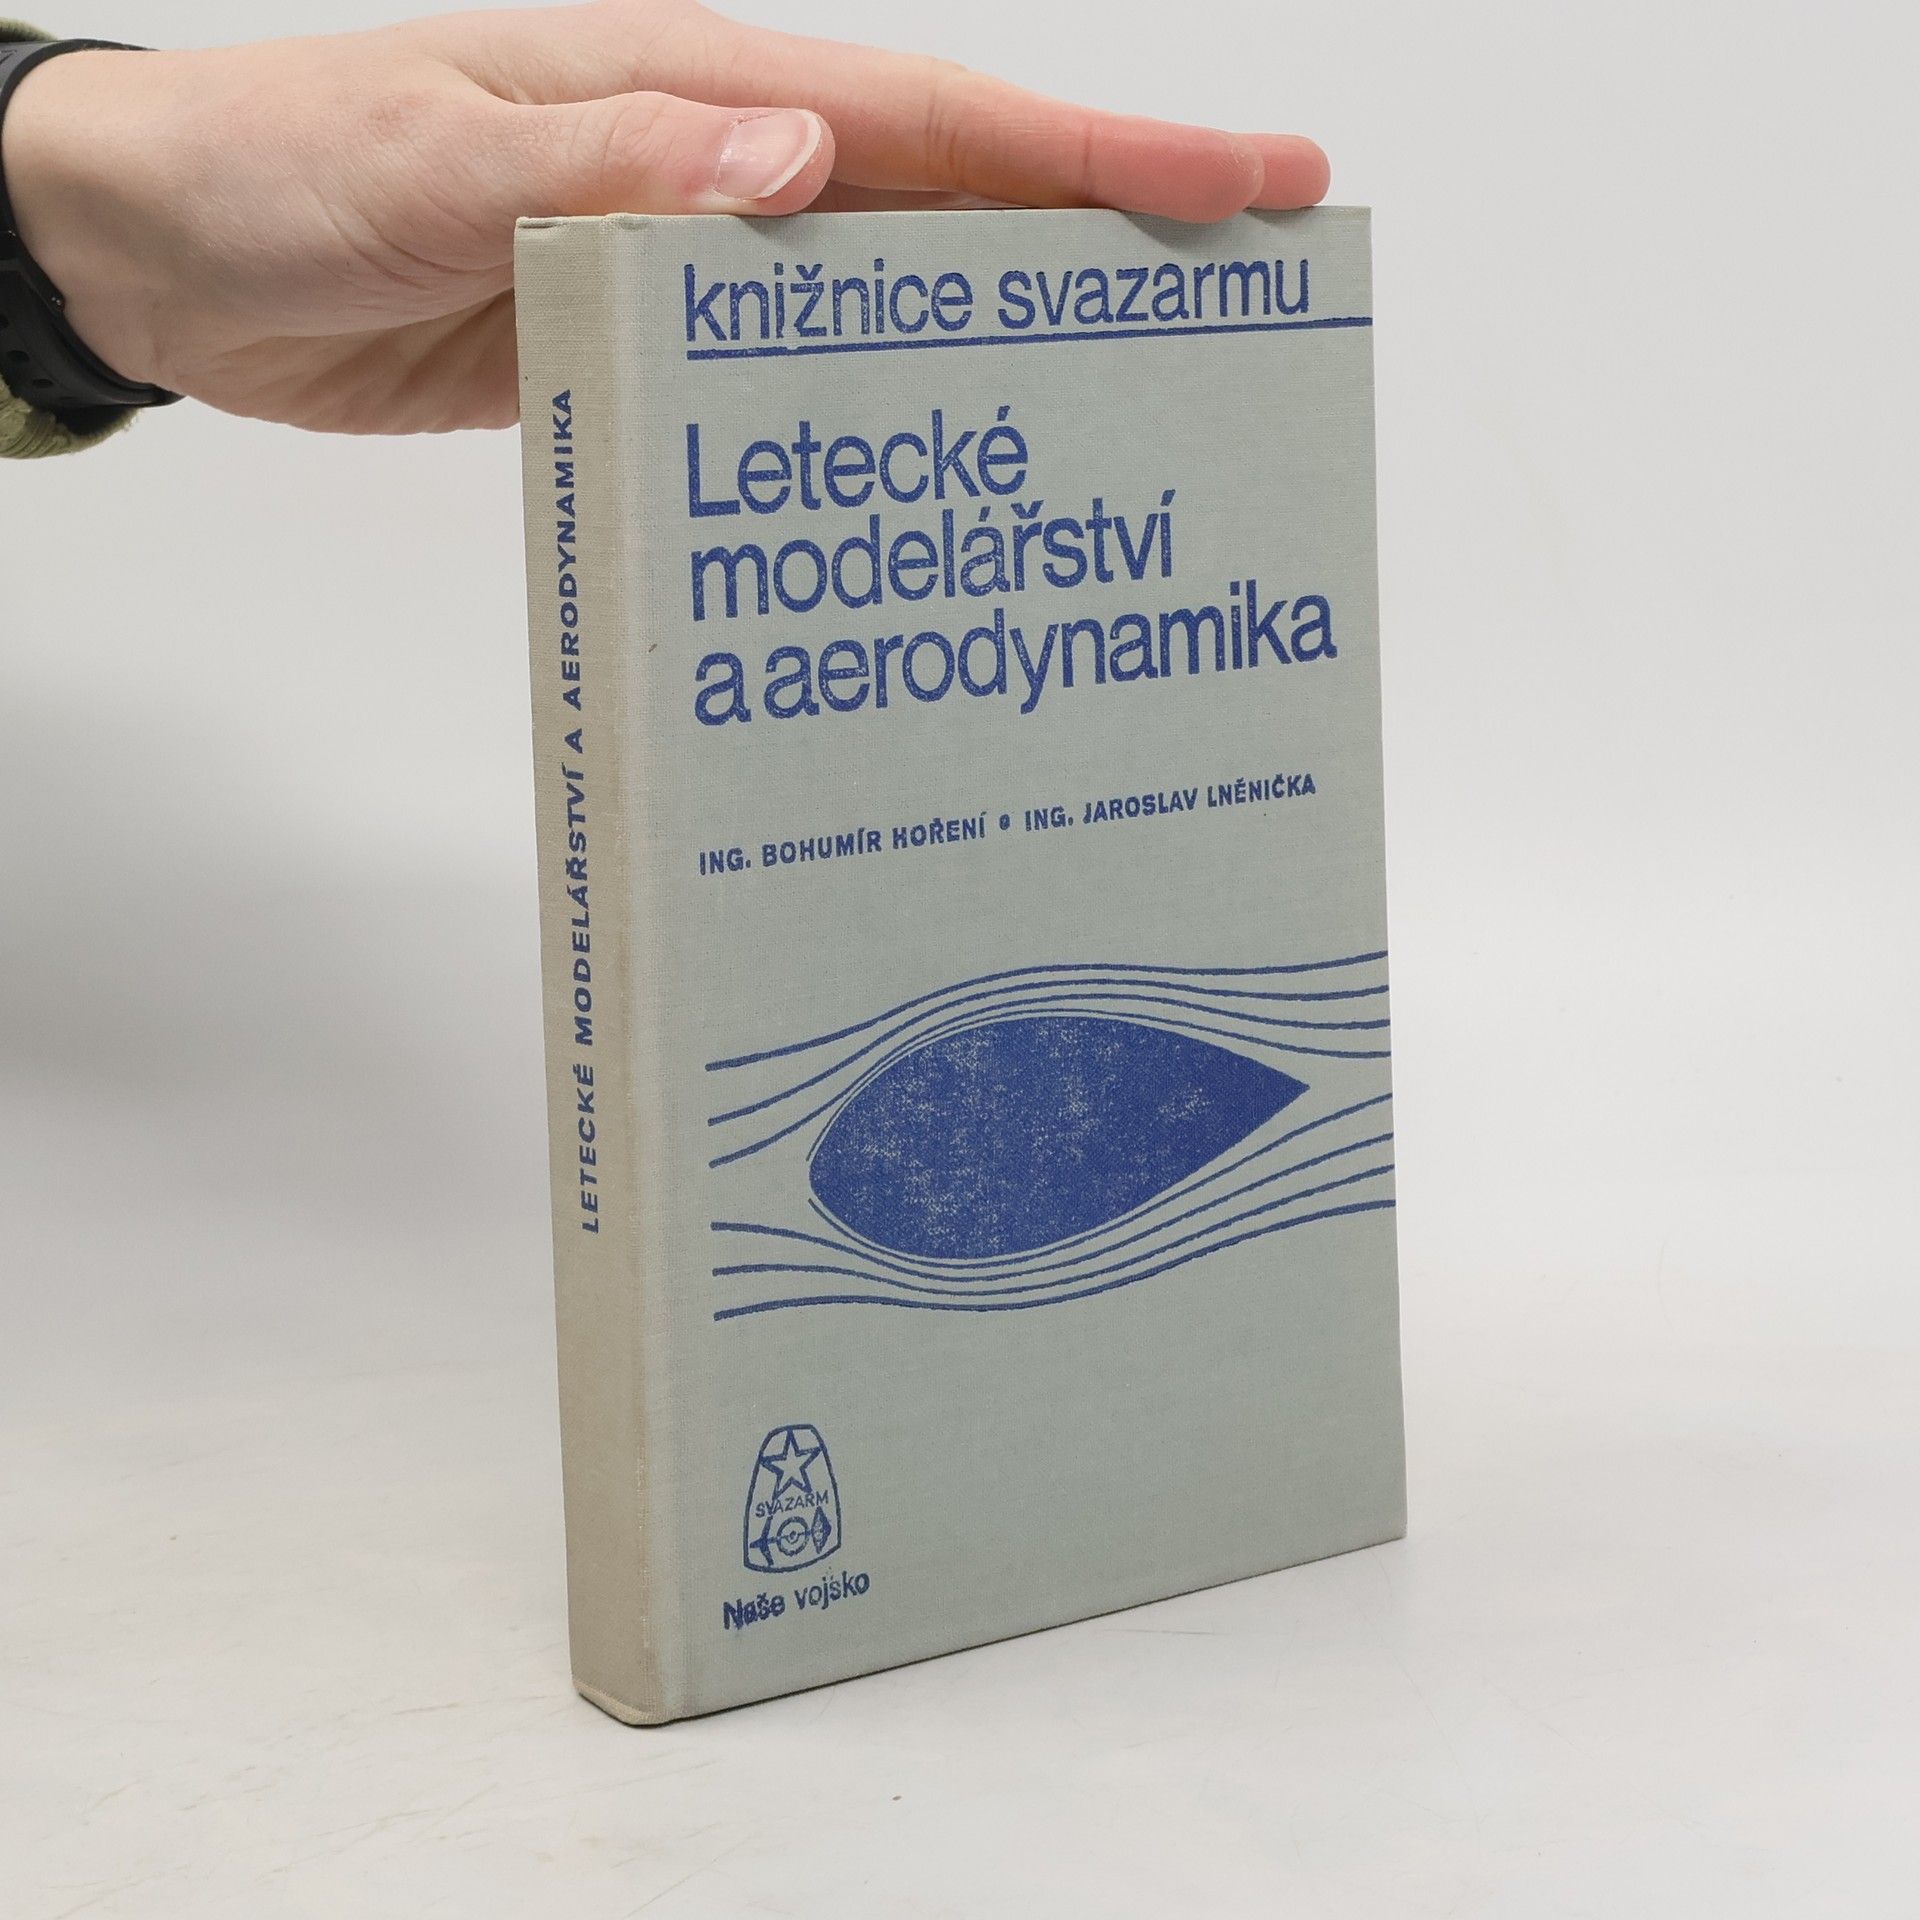 knižnice svazarmu
Letecké
modelářství
a aerodynamika
ING. BOHUMÍR HOŘENÍ • ING. JAROSLAV LNĚNIČKA
SVAZARM
Naše vojsko
LETECKÉ MODELÁŘSTVÍ A AERODYNAMIKA